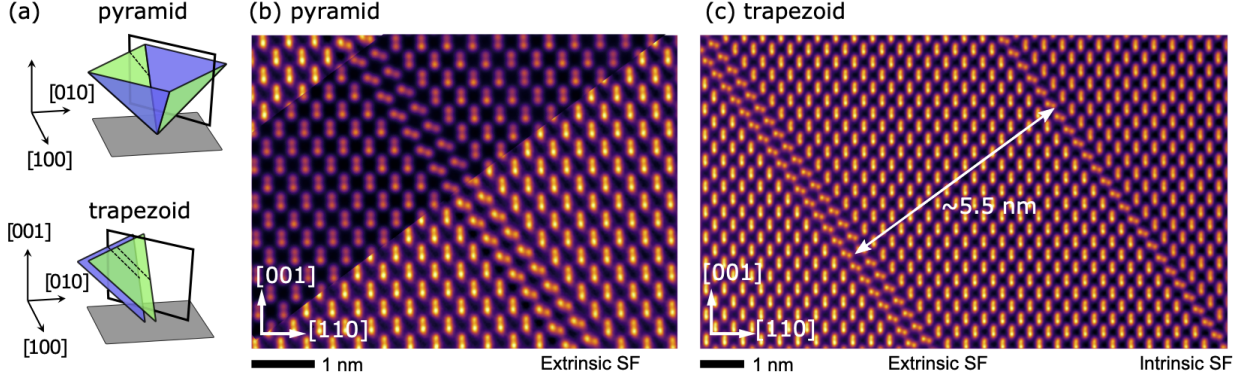 (a)
pyramid
[010]
[100]
trapezoid
[001]
[010]
[100]
(b) pyramid
[001]
[110]
1 nm
Extrinsic SF
(c) trapezoid
~5.5 nm
[001]
[110]
1 nm
Extrinsic SF
Intrinsic SF